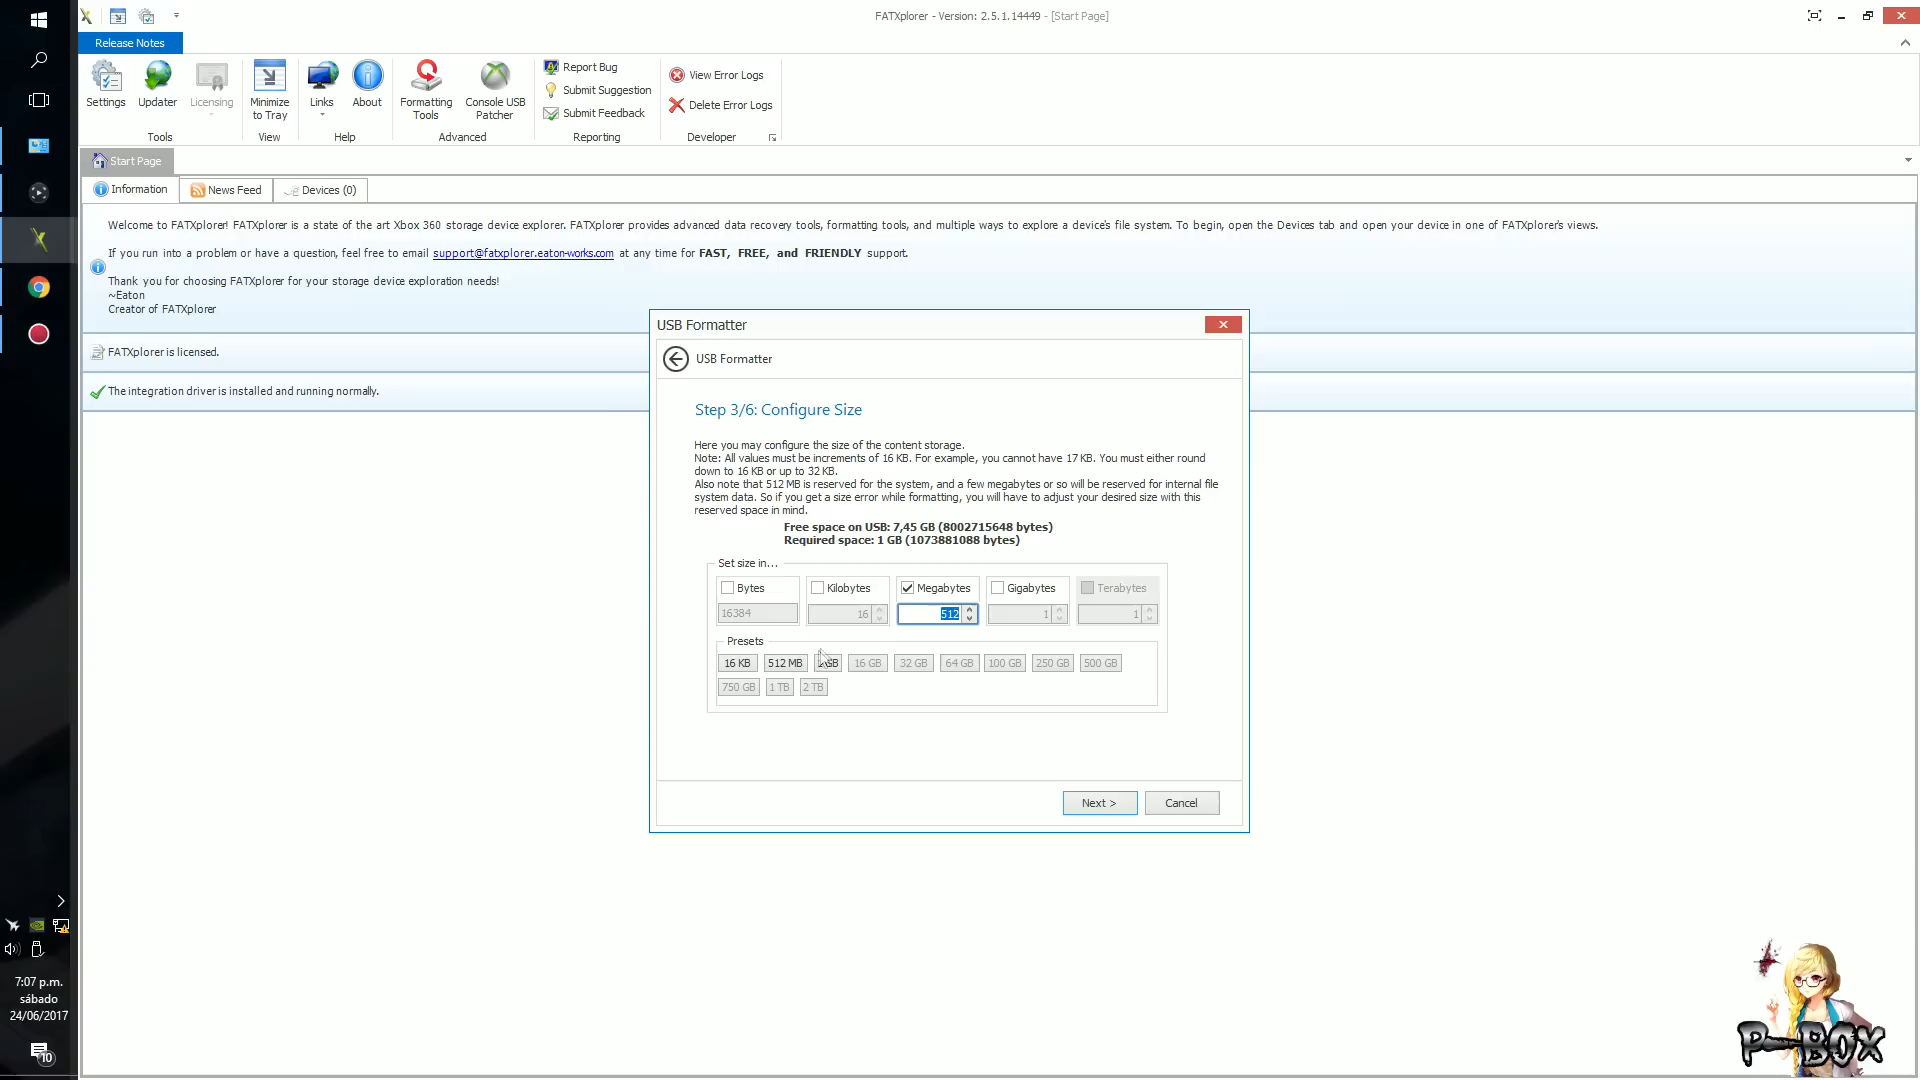 FATXplorer - Version: 2.5.1.14449 - [Start Page]
Release Notes
Settings
Updater
Licensing
Tools
Minimize
to Tray
View
Links
About
Help
Formatting
Tools
Console USB
Patcher
Advanced
Report Bug
Submit Suggestion
Submit Feedback
Reporting
View Error Logs
Delete Error Logs
Developer
Start Page
Information
News Feed
Devices (0)
Welcome to FATXplorer! FATXplorer is a state of the art Xbox 360 storage device explorer. FATXplorer provides advanced data recovery tools, formatting tools, and multiple ways to explore a device's file system. To begin, open the Devices tab and open your device in one of FATXplorer's views.
If you run into a problem or have a question, feel free to email support@fatxplorer.eaton-works.com at any time for FAST, FREE, and FRIENDLY support.
Thank you for choosing FATXplorer for your storage device exploration needs!
~Eaton
Creator of FATXplorer
FATXplorer is licensed.
The integration driver is installed and running normally.
USB Formatter
USB Formatter
Step 3/6: Configure Size
Here you may configure the size of the content storage.
Note: All values must be increments of 16 KB. For example, you cannot have 17 KB. You must either round
down to 16 KB or up to 32 KB.
Also note that 512 MB is reserved for the system, and a few megabytes or so will be reserved for internal file
system data. So if you get a size error while formatting, you will have to adjust your desired size with this
reserved space in mind.
Free space on USB: 7,45 GB (8002715648 bytes)
Required space: 1 GB (1073881088 bytes)
Set size in...
Bytes
Kilobytes
Megabytes
Gigabytes
Terabytes
16384
16
512
1
1
Presets
16 KB
512 MB
GB
16 GB
32 GB
64 GB
100 GB
250 GB
500 GB
750 GB
1 TB
2 TB
Next >
Cancel
7:07 p.m.
sábado
24/06/2017
10
P-BOX